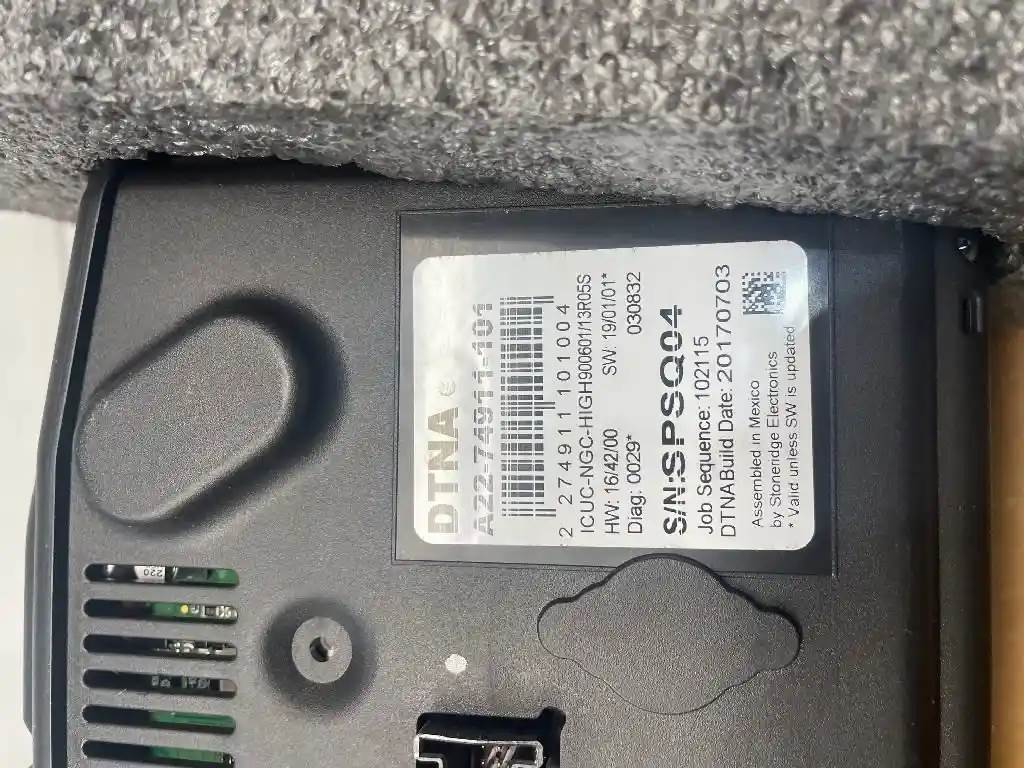 DTNA
A22-74911-101
2 274911 101004
ICUC-NGC-HIGH900601/13R05S
HW: 16/42/00 SW: 19/01/01*
Diag: 0029* 030832
S/N:SPSQ04
Job Sequence: 102115
DTNABuild Date: 20170703
Assembled in Mexico
by Stoneridge Electronics
* Valid unless SW is updated
220